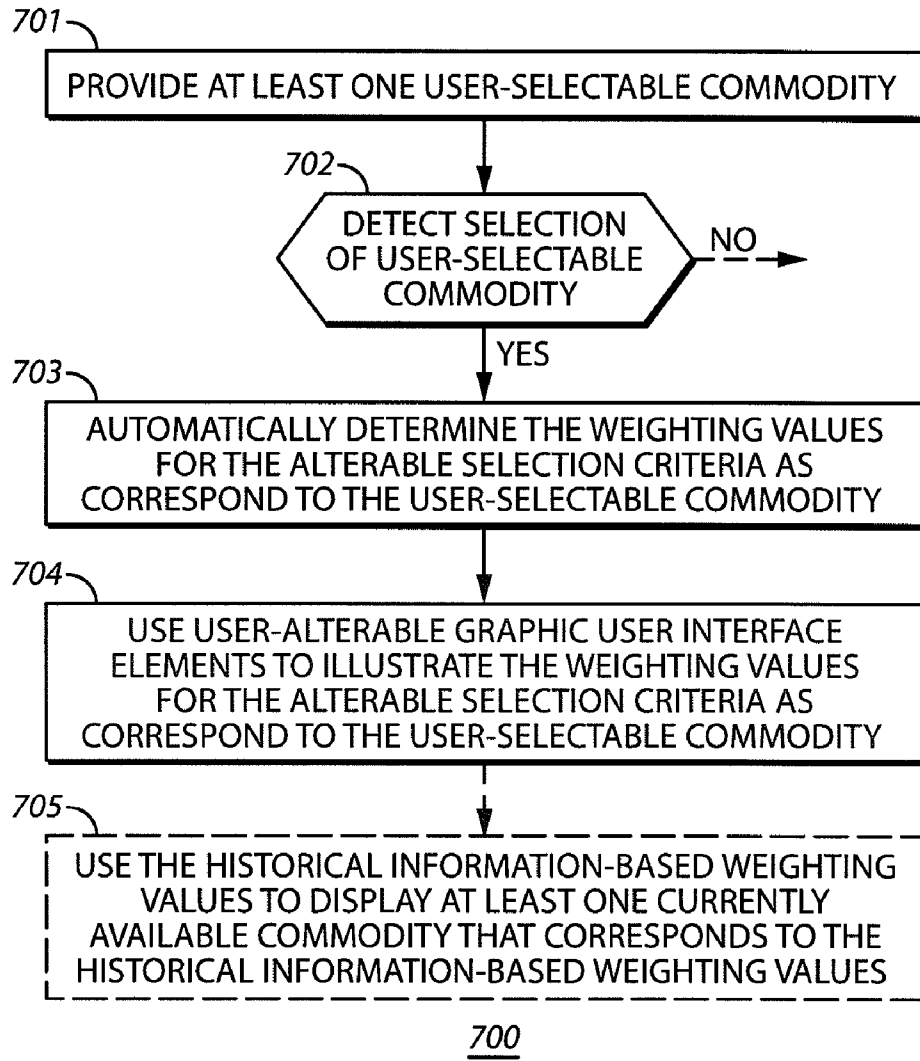 701
PROVIDE AT LEAST ONE USER-SELECTABLE COMMODITY
702
DETECT SELECTION
OF USER-SELECTABLE
COMMODITY
NO
YES
703
AUTOMATICALLY DETERMINE THE WEIGHTING VALUES
FOR THE ALTERABLE SELECTION CRITERIA AS
CORRESPOND TO THE USER-SELECTABLE COMMODITY
704
USE USER-ALTERABLE GRAPHIC USER INTERFACE
ELEMENTS TO ILLUSTRATE THE WEIGHTING VALUES
FOR THE ALTERABLE SELECTION CRITERIA AS
CORRESPOND TO THE USER-SELECTABLE COMMODITY
705
USE THE HISTORICAL INFORMATION-BASED WEIGHTING
VALUES TO DISPLAY AT LEAST ONE CURRENTLY
AVAILABLE COMMODITY THAT CORRESPONDS TO THE
HISTORICAL INFORMATION-BASED WEIGHTING VALUES
700